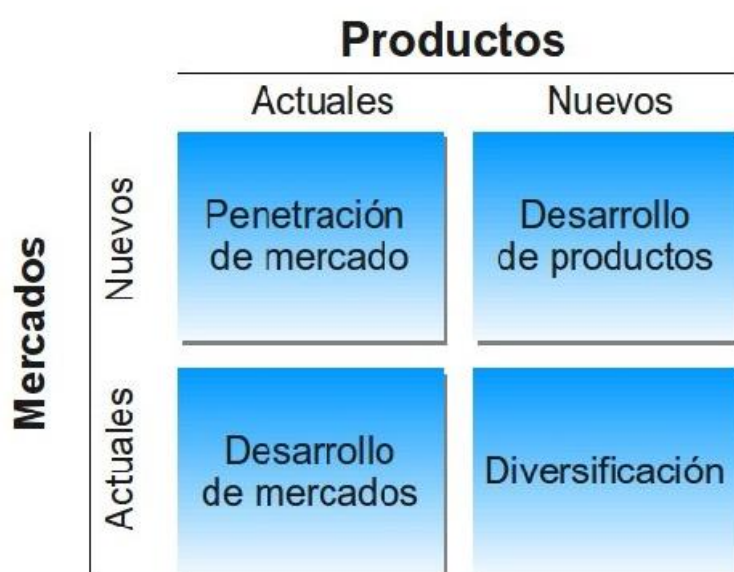 Productos
Actuales Nuevos
Mercados
Nuevos
Penetración
de mercado
Desarrollo
de productos
Actuales
Desarrollo
de mercados
Diversificación